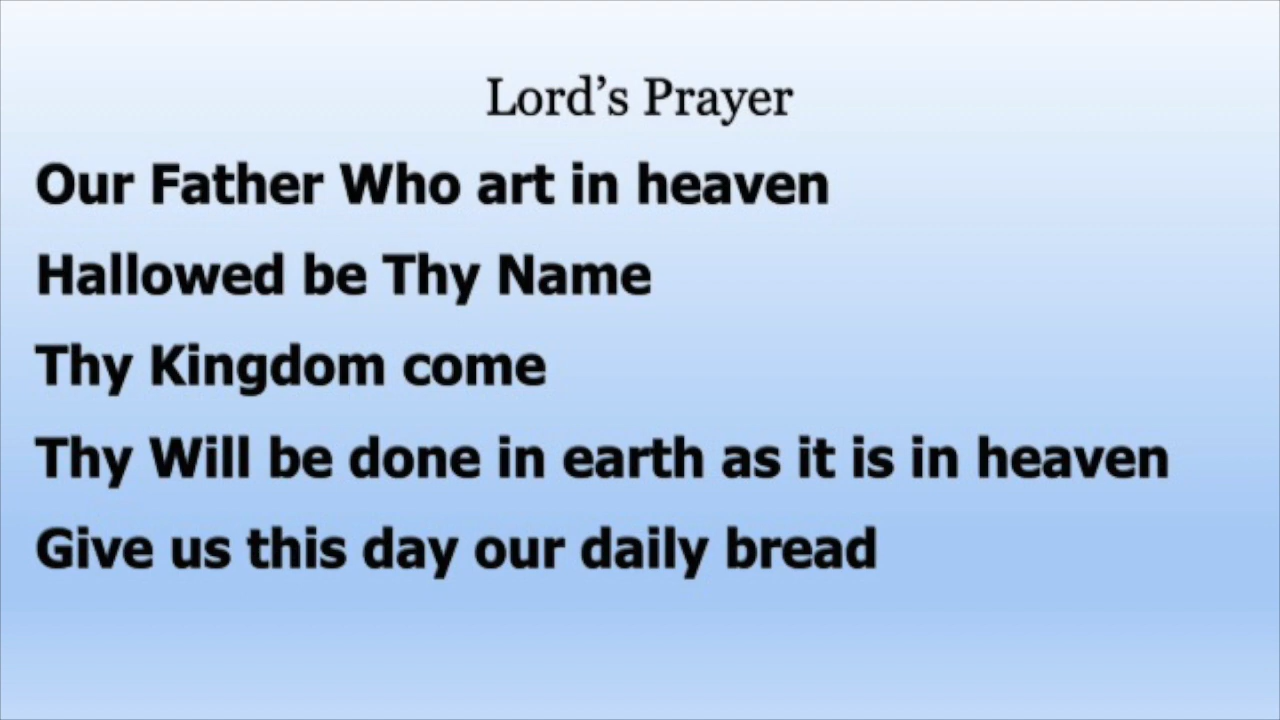 Lord’s Prayer
Our Father Who art in heaven
Hallowed be Thy Name
Thy Kingdom come
Thy Will be done in earth as it is in heaven
Give us this day our daily bread